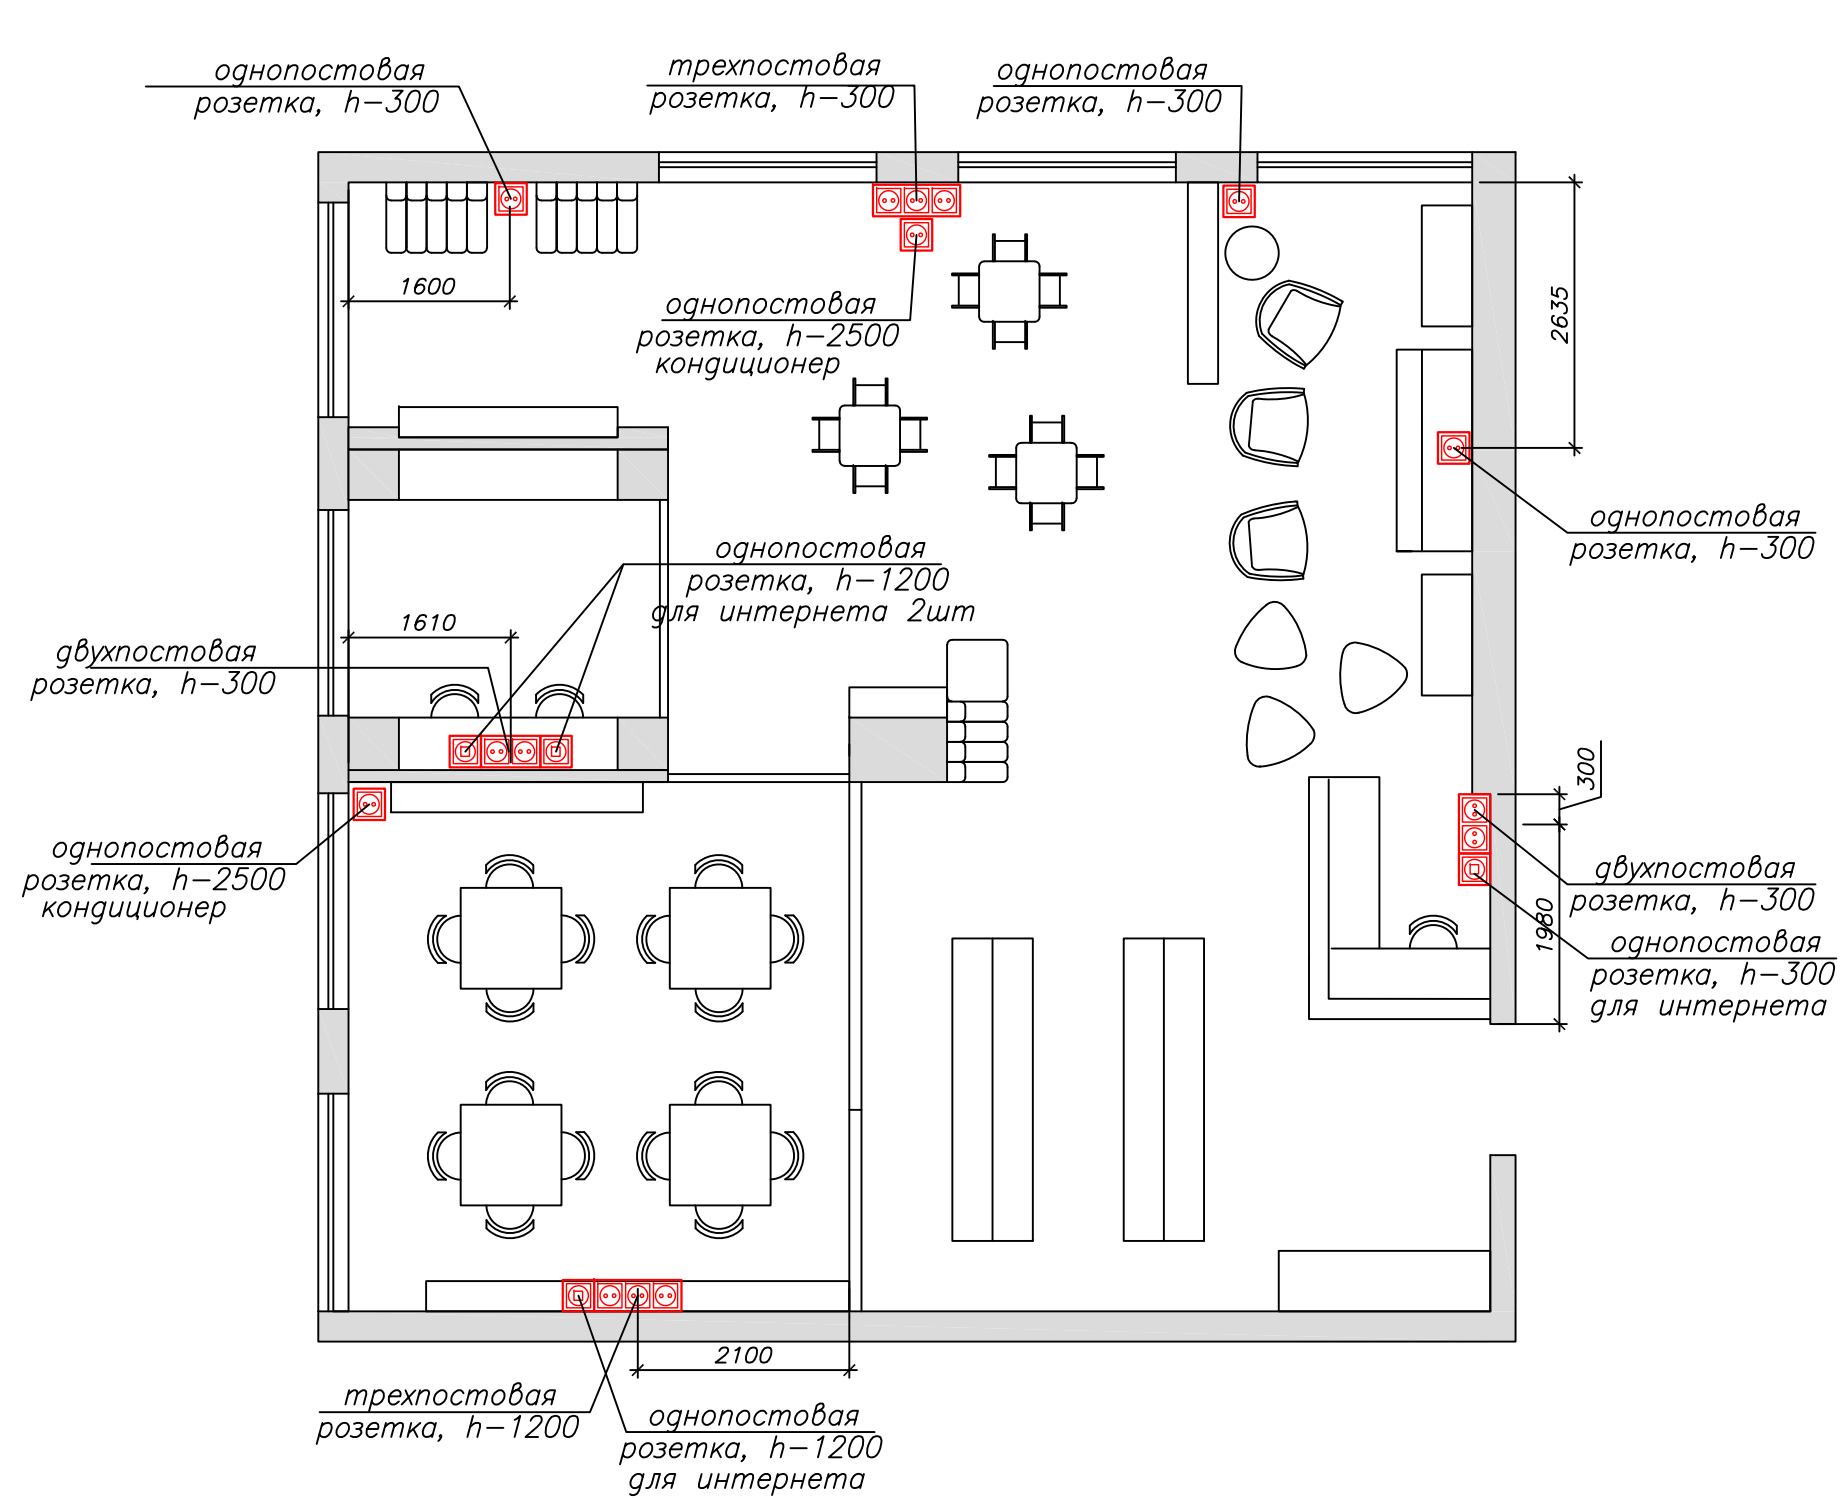 однопостовая
розетка, h-300
трехпостовая
розетка, h-300
однопостовая
розетка, h-300
1600
однопостовая
розетка, h-2500
кондиционер
2635
однопостовая
розетка, h-300
однопостовая
розетка, h-1200
для интернета 2шт
1610
двухпостовая
розетка, h-300
300
однопостовая
розетка, h-2500
кондиционер
двухпостовая
розетка, h-300
1980
однопостовая
розетка, h-300
для интернета
2100
трехпостовая
розетка, h-1200
однопостовая
розетка, h-1200
для интернета